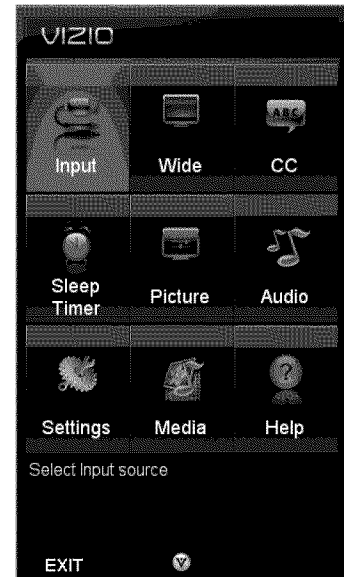 VIZIO
Input Wide CC
Sleep Timer Picture Audio
Settings Media Help
Select Input source
EXIT